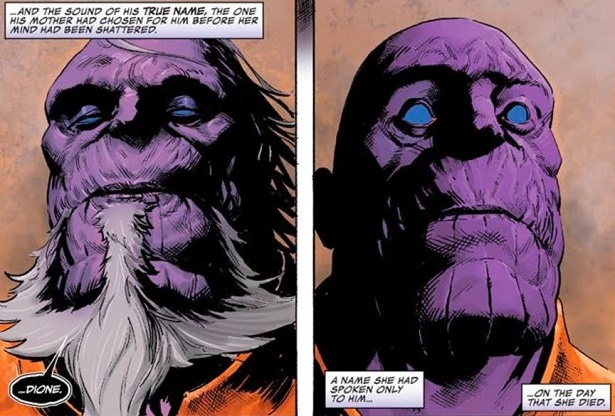 ...AND THE SOUND OF HIS TRUE NAME, THE ONE
HIS MOTHER HAD CHOSEN FOR HIM BEFORE HER
MIND HAD BEEN SHATTERED.
...DIONE.
A NAME SHE HAD
SPOKEN ONLY
TO HIM...
...ON THE DAY
THAT SHE DIED.